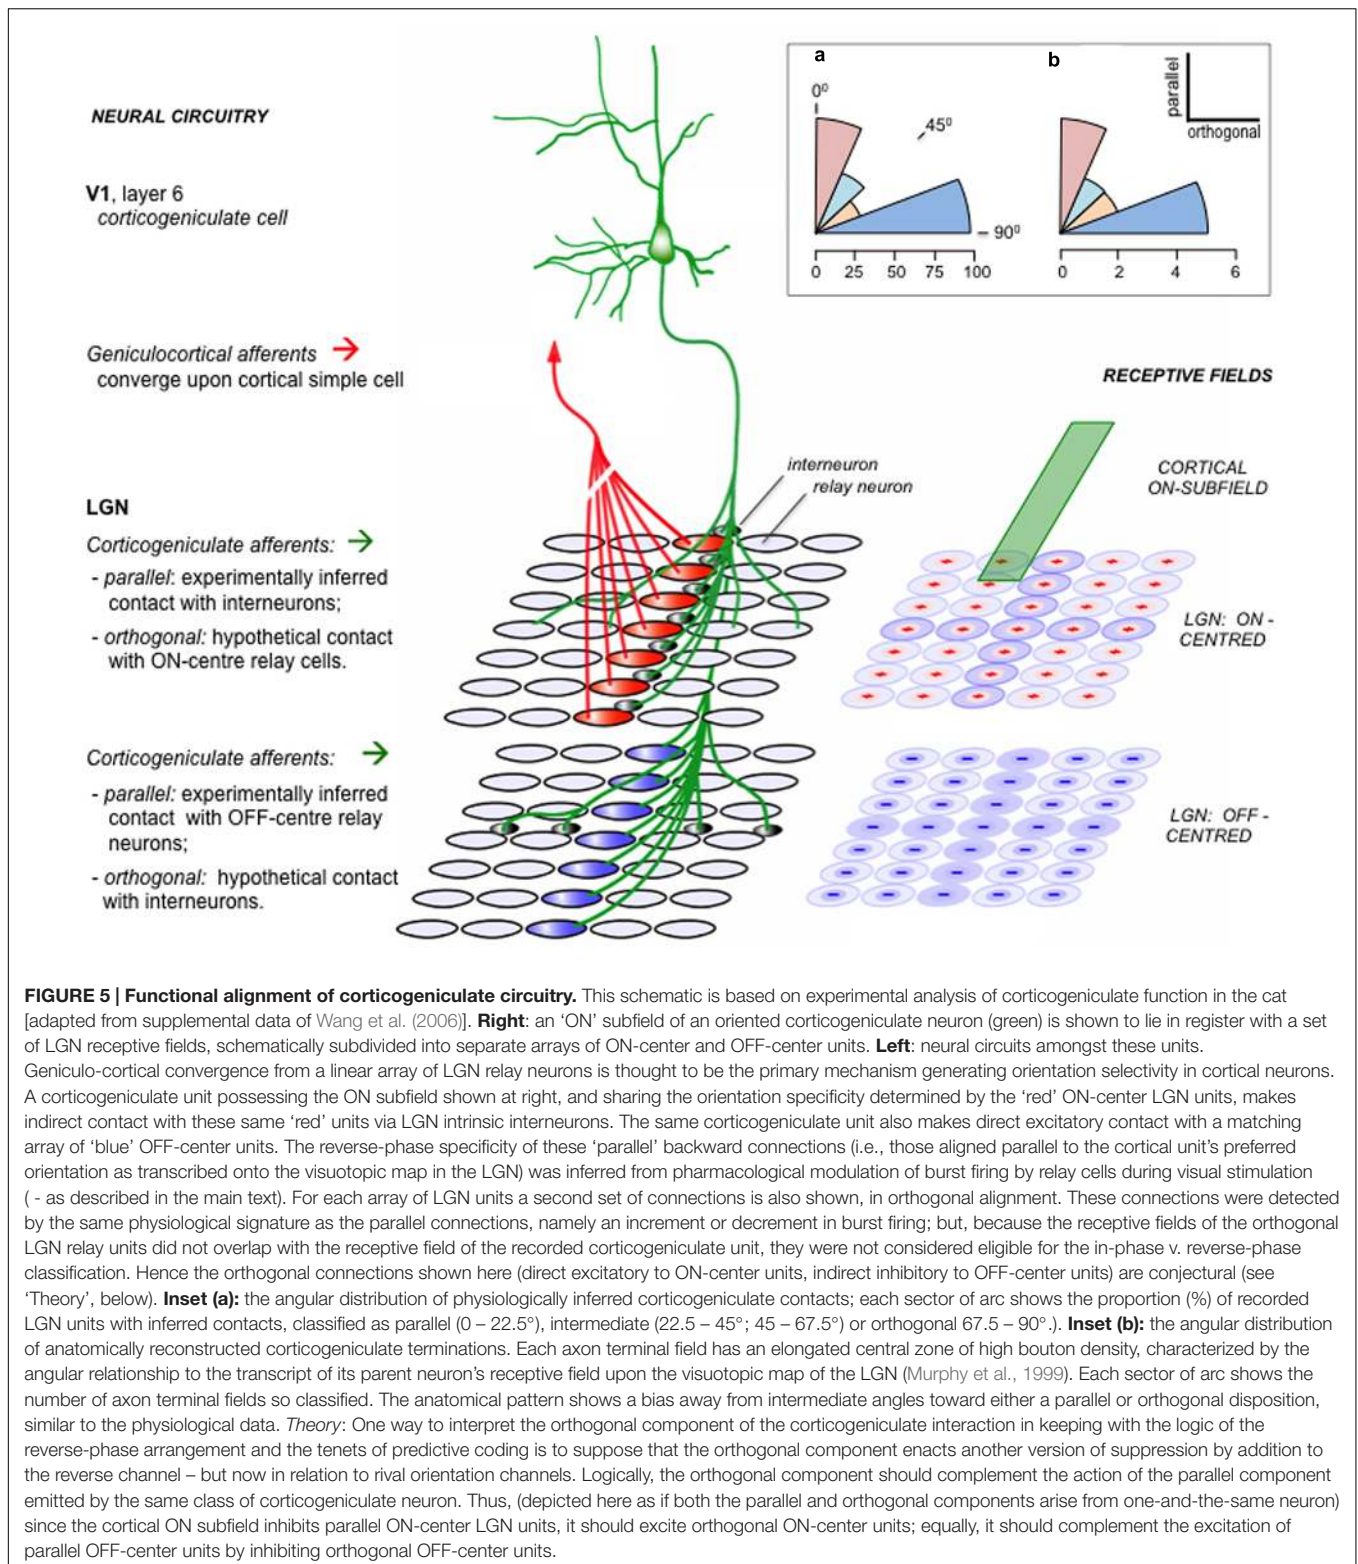 NEURAL CIRCUITRY
V1, layer 6
corticogeniculate cell
Geniculocortical afferents →
converge upon cortical simple cell
LGN
Corticogeniculate afferents: →
- parallel: experimentally inferred
contact with interneurons;
- orthogonal: hypothetical contact
with ON-centre relay cells.
Corticogeniculate afferents: →
- parallel: experimentally inferred
contact with OFF-centre relay
neurons;
- orthogonal: hypothetical contact
with interneurons.
interneuron
relay neuron
a
0⁰
45⁰
– 90⁰
0 25 50 75 100
b
parallel
orthogonal
0 2 4 6
RECEPTIVE FIELDS
CORTICAL
ON-SUBFIELD
LGN: ON -
CENTRED
LGN: OFF -
CENTRED
FIGURE 5 | Functional alignment of corticogeniculate circuitry. This schematic is based on experimental analysis of corticogeniculate function in the cat
[adapted from supplemental data of Wang et al. (2006)]. Right: an ‘ON’ subfield of an oriented corticogeniculate neuron (green) is shown to lie in register with a set
of LGN receptive fields, schematically subdivided into separate arrays of ON-center and OFF-center units. Left: neural circuits amongst these units.
Geniculo-cortical convergence from a linear array of LGN relay neurons is thought to be the primary mechanism generating orientation selectivity in cortical neurons.
A corticogeniculate unit possessing the ON subfield shown at right, and sharing the orientation specificity determined by the ‘red’ ON-center LGN units, makes
indirect contact with these same ‘red’ units via LGN intrinsic interneurons. The same corticogeniculate unit also makes direct excitatory contact with a matching
array of ‘blue’ OFF-center units. The reverse-phase specificity of these ‘parallel’ backward connections (i.e., those aligned parallel to the cortical unit’s preferred
orientation as transcribed onto the visuotopic map in the LGN) was inferred from pharmacological modulation of burst firing by relay cells during visual stimulation
( - as described in the main text). For each array of LGN units a second set of connections is also shown, in orthogonal alignment. These connections were detected
by the same physiological signature as the parallel connections, namely an increment or decrement in burst firing; but, because the receptive fields of the orthogonal
LGN relay units did not overlap with the receptive field of the recorded corticogeniculate unit, they were not considered eligible for the in-phase v. reverse-phase
classification. Hence the orthogonal connections shown here (direct excitatory to ON-center units, indirect inhibitory to OFF-center units) are conjectural (see
‘Theory’, below). Inset (a): the angular distribution of physiologically inferred corticogeniculate contacts; each sector of arc shows the proportion (%) of recorded
LGN units with inferred contacts, classified as parallel (0 – 22.5°), intermediate (22.5 – 45°; 45 – 67.5°) or orthogonal 67.5 – 90°.). Inset (b): the angular distribution
of anatomically reconstructed corticogeniculate terminations. Each axon terminal field has an elongated central zone of high bouton density, characterized by the
angular relationship to the transcript of its parent neuron’s receptive field upon the visuotopic map of the LGN (Murphy et al., 1999). Each sector of arc shows the
number of axon terminal fields so classified. The anatomical pattern shows a bias away from intermediate angles toward either a parallel or orthogonal disposition,
similar to the physiological data. Theory: One way to interpret the orthogonal component of the corticogeniculate interaction in keeping with the logic of the
reverse-phase arrangement and the tenets of predictive coding is to suppose that the orthogonal component enacts another version of suppression by addition to
the reverse channel – but now in relation to rival orientation channels. Logically, the orthogonal component should complement the action of the parallel component
emitted by the same class of corticogeniculate neuron. Thus, (depicted here as if both the parallel and orthogonal components arise from one-and-the-same neuron)
since the cortical ON subfield inhibits parallel ON-center LGN units, it should excite orthogonal ON-center units; equally, it should complement the excitation of
parallel OFF-center units by inhibiting orthogonal OFF-center units.